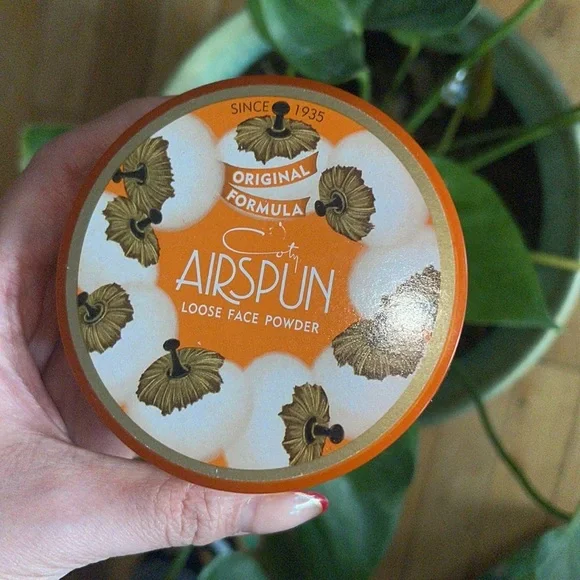 SINCE 1935
ORIGINAL
FORMULA
Coty
AIRSPUN
LOOSE FACE POWDER